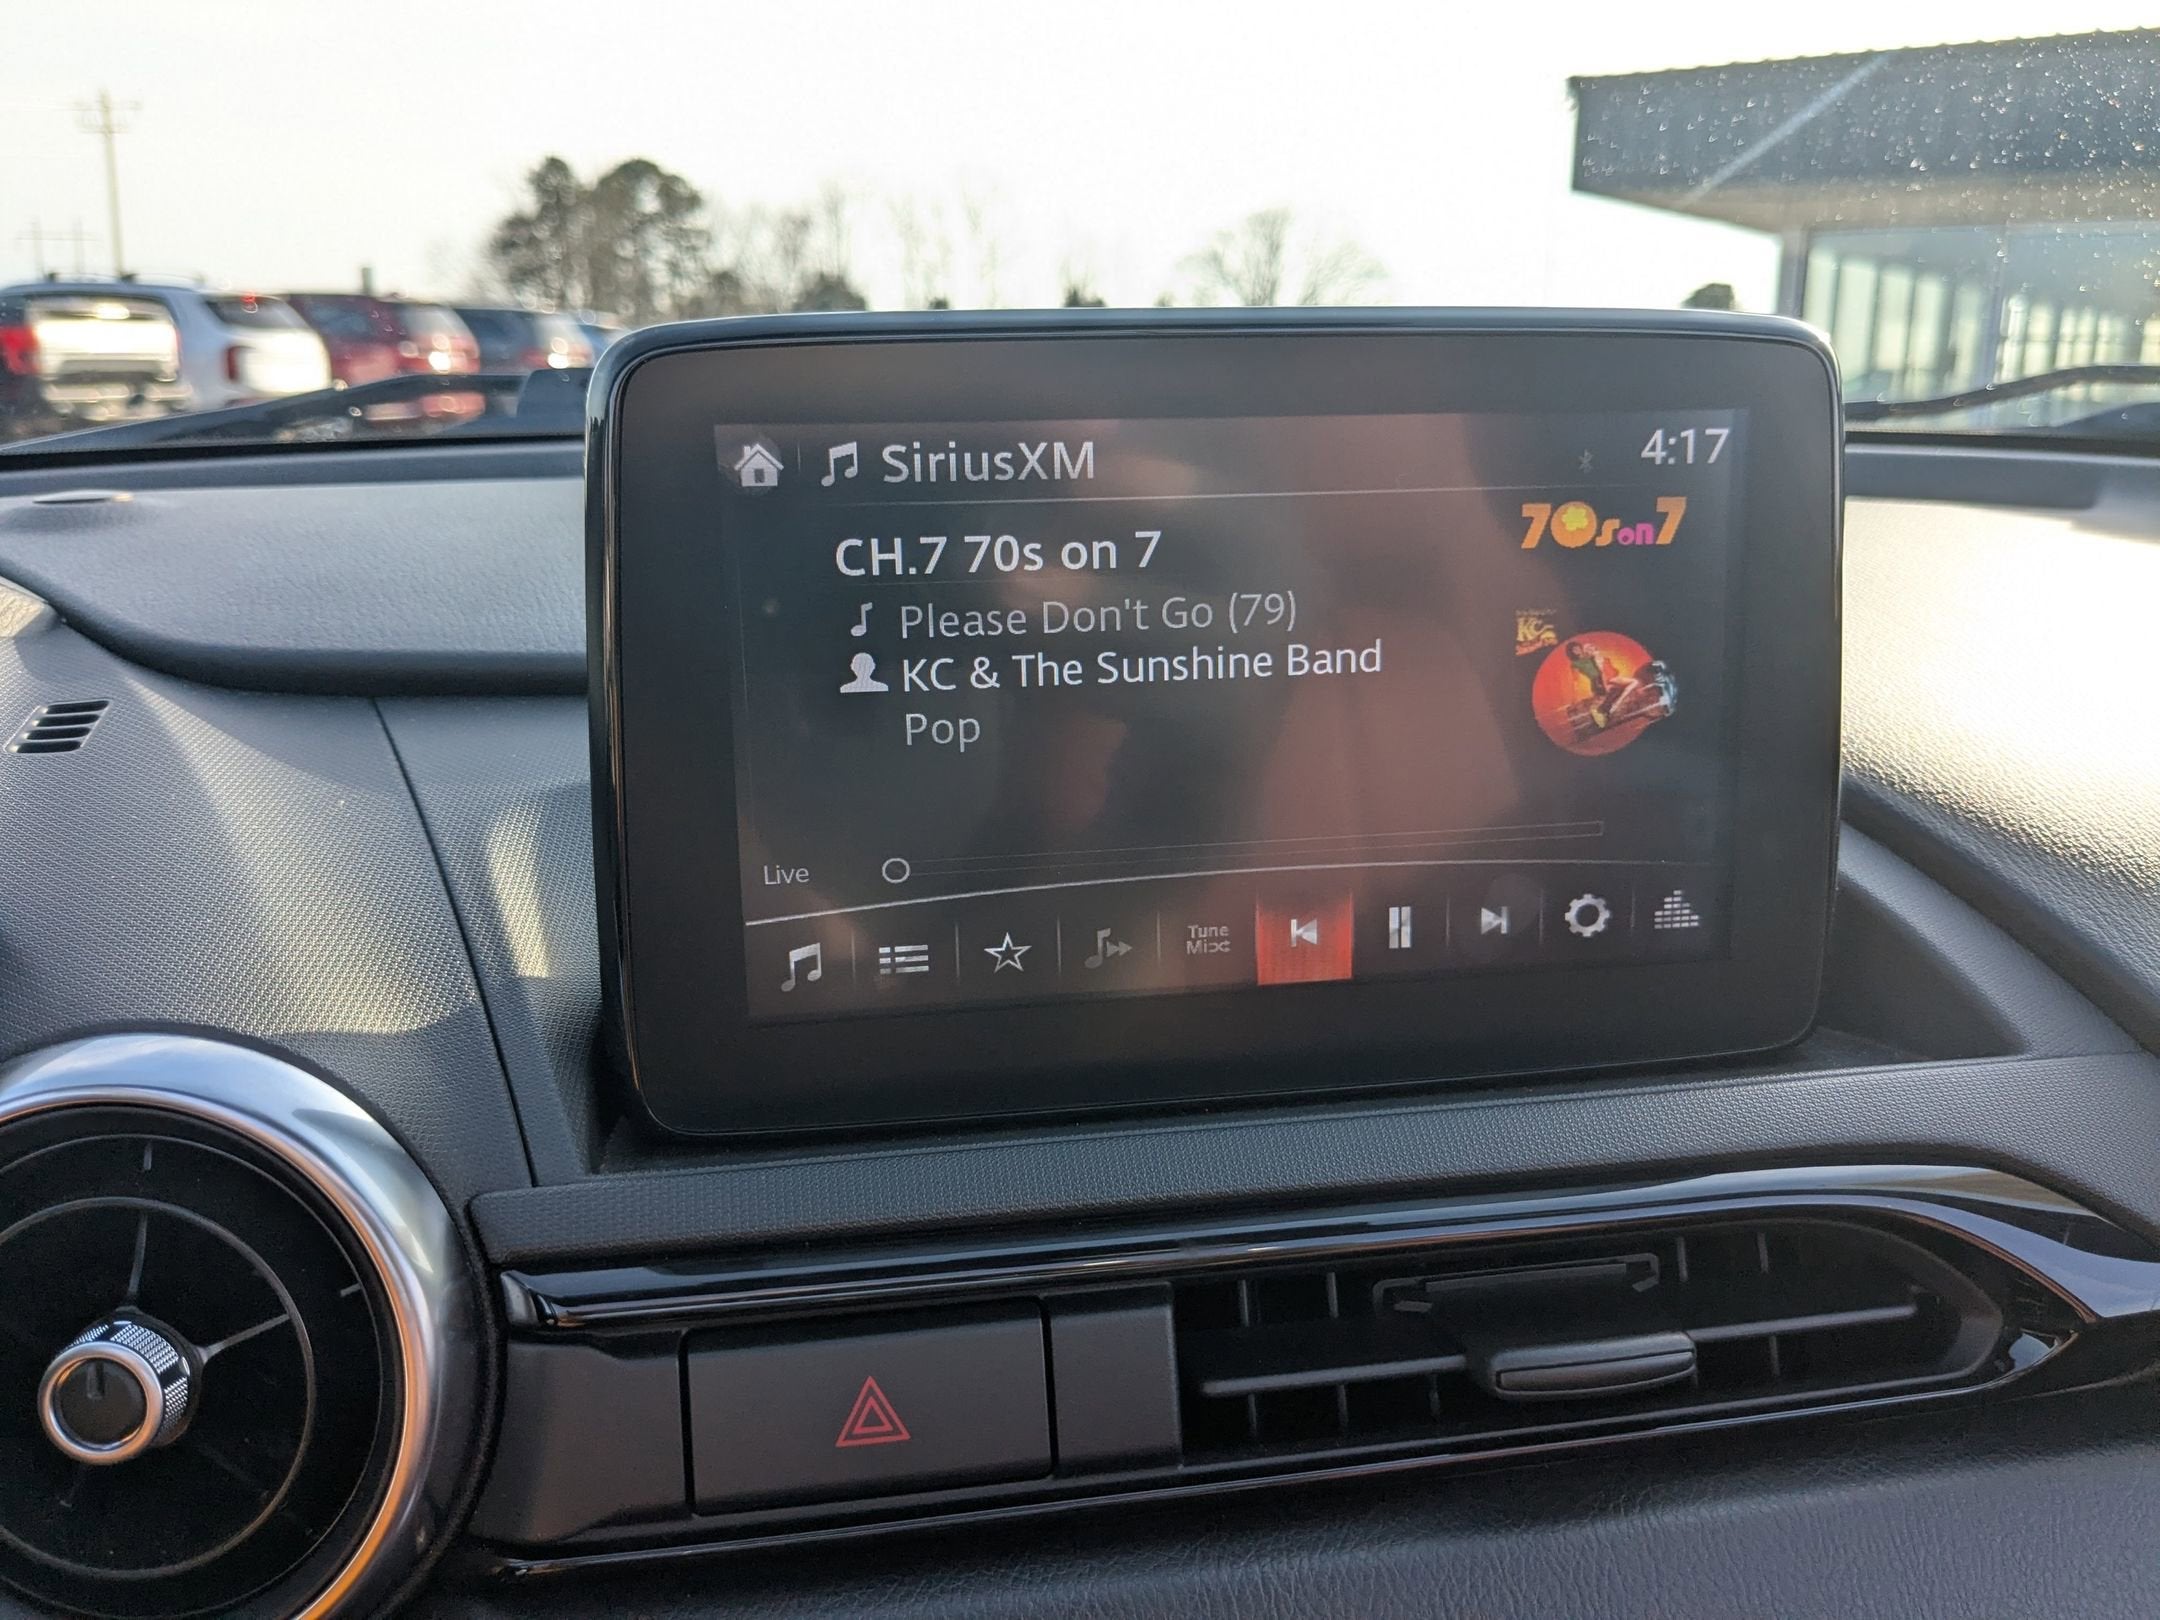 SiriusXM
4:17
70s on 7
CH.7 70s on 7
Please Don't Go (79)
KC & The Sunshine Band
Pop
KC
Live
Tune
Mix